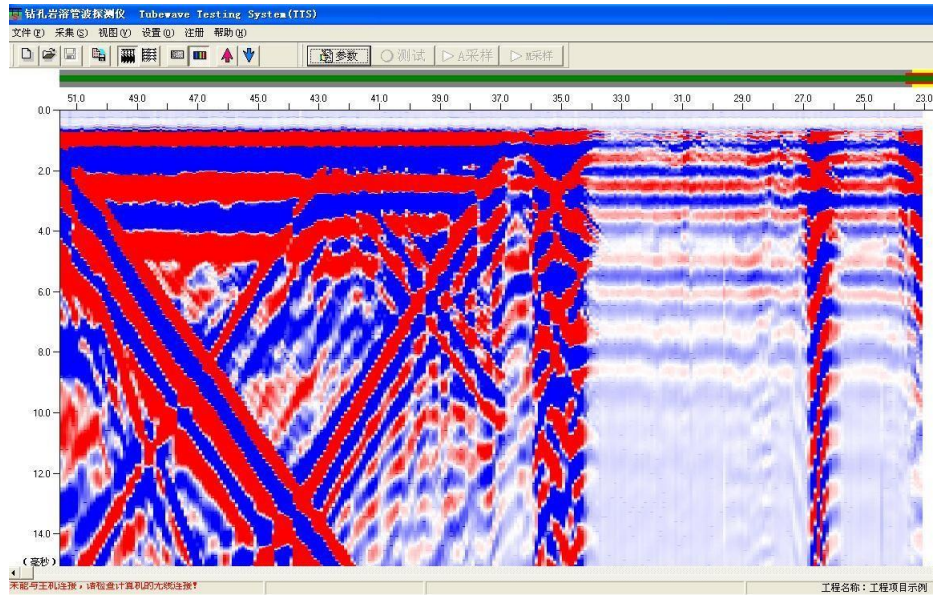 钻孔岩溶管波探测仪 Tubewave Testing System(TTS)
文件(F) 采集(S) 视图(V) 设置(O) 注册 帮助(H)
参数 测试 A采样 M采样
51.0 49.0 47.0 45.0 43.0 41.0 39.0 37.0 35.0 33.0 31.0 29.0 27.0 25.0 23.0
0.0
2.0
4.0
6.0
8.0
10.0
12.0
14.0
(毫秒)
未能与主机连接，请检查计算机的无线连接! 工程名称：工程项目示例